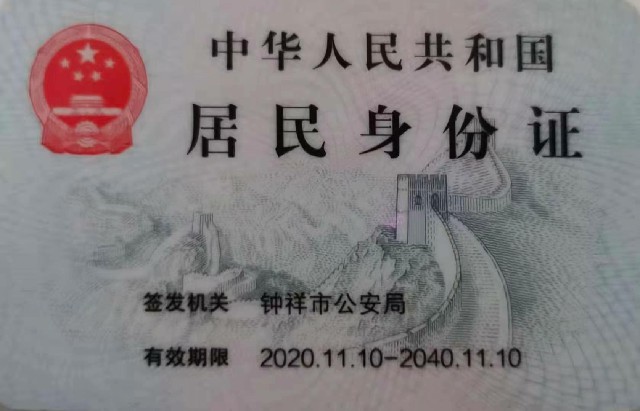 中华人民共和国
居民身份证
签发机关 钟祥市公安局
有效期限 2020.11.10-2040.11.10